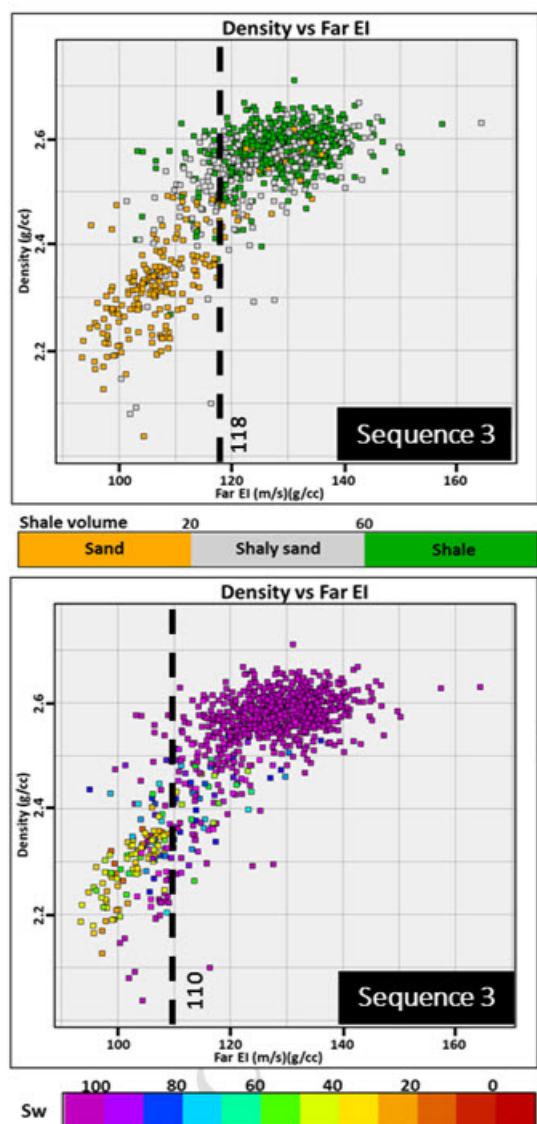 Density vs Far EI
Density (g/cc)
2.6
2.4
2.2
118
Sequence 3
100 120 140 160
Far EI (m/s)(g/cc)
Shale volume 20 60
Sand Shaly sand Shale
Density vs Far EI
Density (g/cc)
2.6
2.4
2.2
110
Sequence 3
100 120 140 160
Far EI (m/s)(g/cc)
100 80 60 40 20 0
Sw